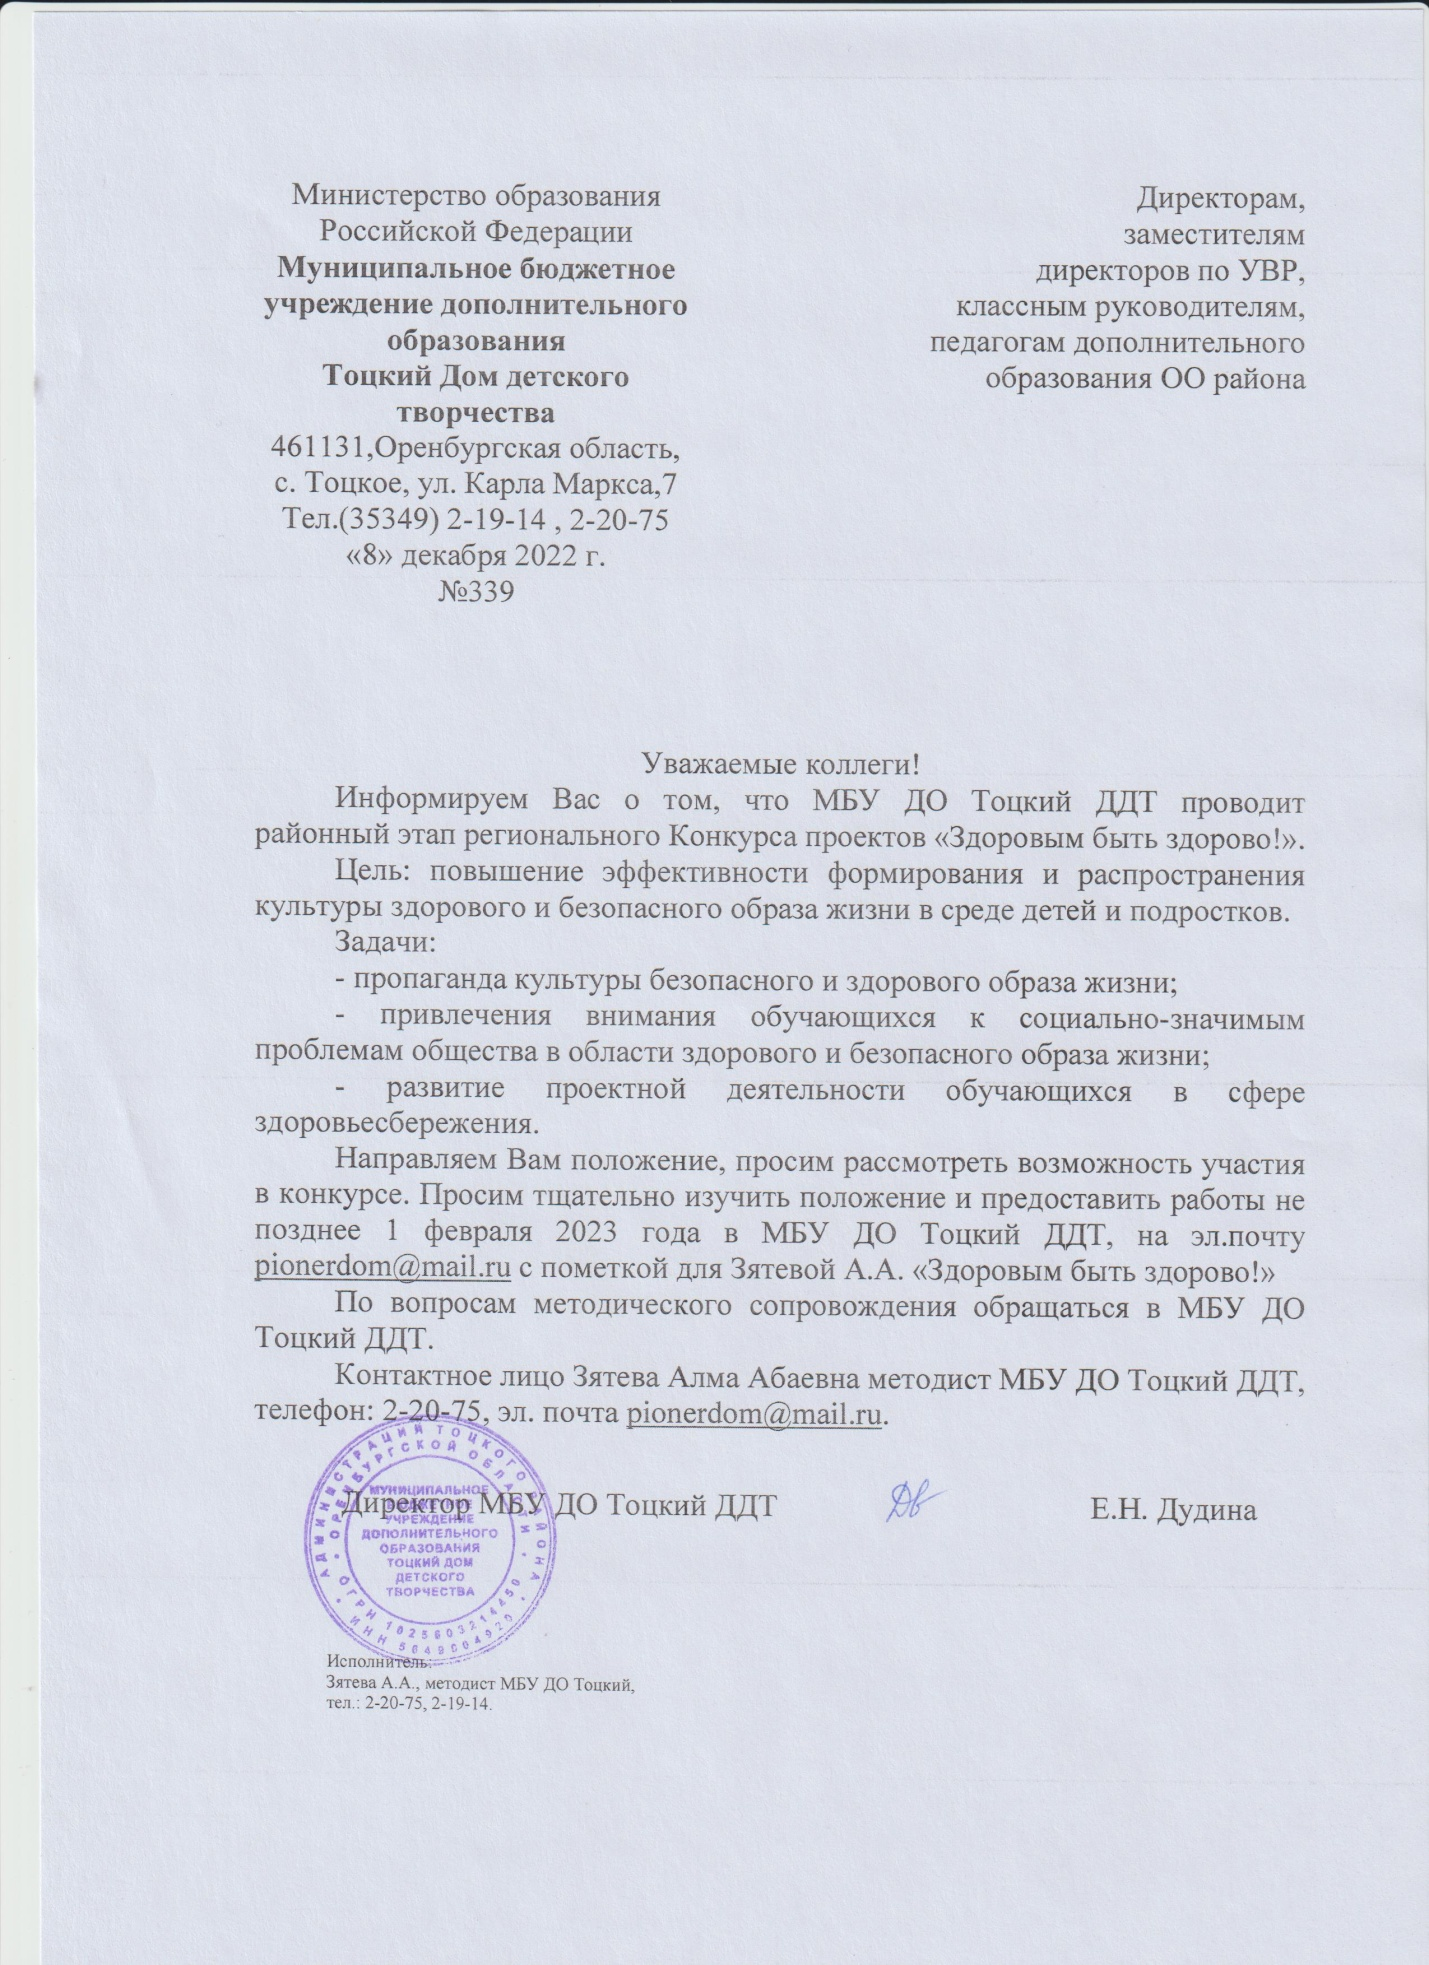 Министерство образования
Российской Федерации
Муниципальное бюджетное
учреждение дополнительного
образования
Тоцкий Дом детского
творчества
461131,Оренбургская область,
с. Тоцкое, ул. Карла Маркса,7
Тел.(35349) 2-19-14 , 2-20-75
«8» декабря 2022 г.
№339
Директорам,
заместителям
директоров по УВР,
классным руководителям,
педагогам дополнительного
образования ОО района
Уважаемые коллеги!
Информируем Вас о том, что МБУ ДО Тоцкий ДДТ проводит
районный этап регионального Конкурса проектов «Здоровым быть здорово!».
Цель: повышение эффективности формирования и распространения
культуры здорового и безопасного образа жизни в среде детей и подростков.
Задачи:
- пропаганда культуры безопасного и здорового образа жизни;
- привлечения внимания обучающихся к социально-значимым
проблемам общества в области здорового и безопасного образа жизни;
- развитие проектной деятельности обучающихся в сфере
здоровьесбережения.
Направляем Вам положение, просим рассмотреть возможность участия
в конкурсе. Просим тщательно изучить положение и предоставить работы не
позднее 1 февраля 2023 года в МБУ ДО Тоцкий ДДТ, на эл.почту
pionerdom@mail.ru с пометкой для Зятевой А.А. «Здоровым быть здорово!»
По вопросам методического сопровождения обращаться в МБУ ДО
Тоцкий ДДТ.
Контактное лицо Зятева Алма Абаевна методист МБУ ДО Тоцкий ДДТ,
телефон: 2-20-75, эл. почта pionerdom@mail.ru.
Директор МБУ ДО Тоцкий ДДТ Е.Н. Дудина
АДМИНИСТРАЦИЯ ТОЦКОГО РАЙОНА
ОРЕНБУРГСКОЙ ОБЛАСТИ
МУНИЦИПАЛЬНОЕ
БЮДЖЕТНОЕ
УЧРЕЖДЕНИЕ
ДОПОЛНИТЕЛЬНОГО
ОБРАЗОВАНИЯ
ТОЦКИЙ ДОМ
ДЕТСКОГО
ТВОРЧЕСТВА
ОГРН
ИНН
Исполнитель:
Зятева А.А., методист МБУ ДО Тоцкий,
тел.: 2-20-75, 2-19-14.